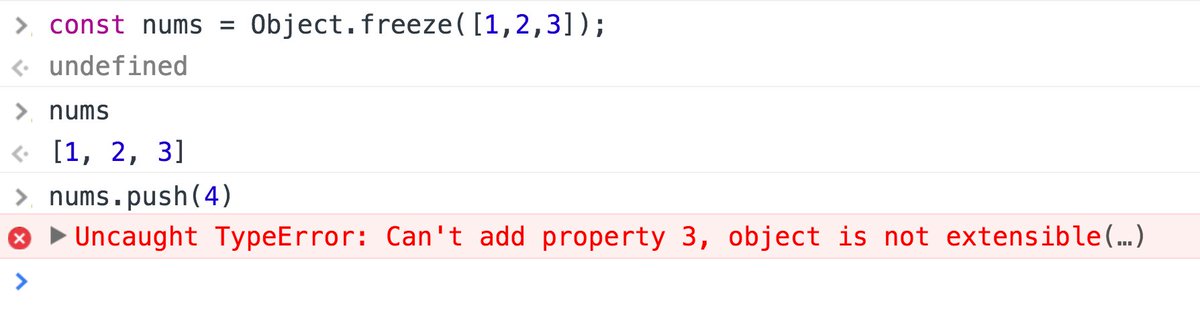 const nums = Object.freeze([1,2,3]);
undefined
nums
[1, 2, 3]
nums.push(4)
Uncaught TypeError: Can't add property 3, object is not extensible(…)